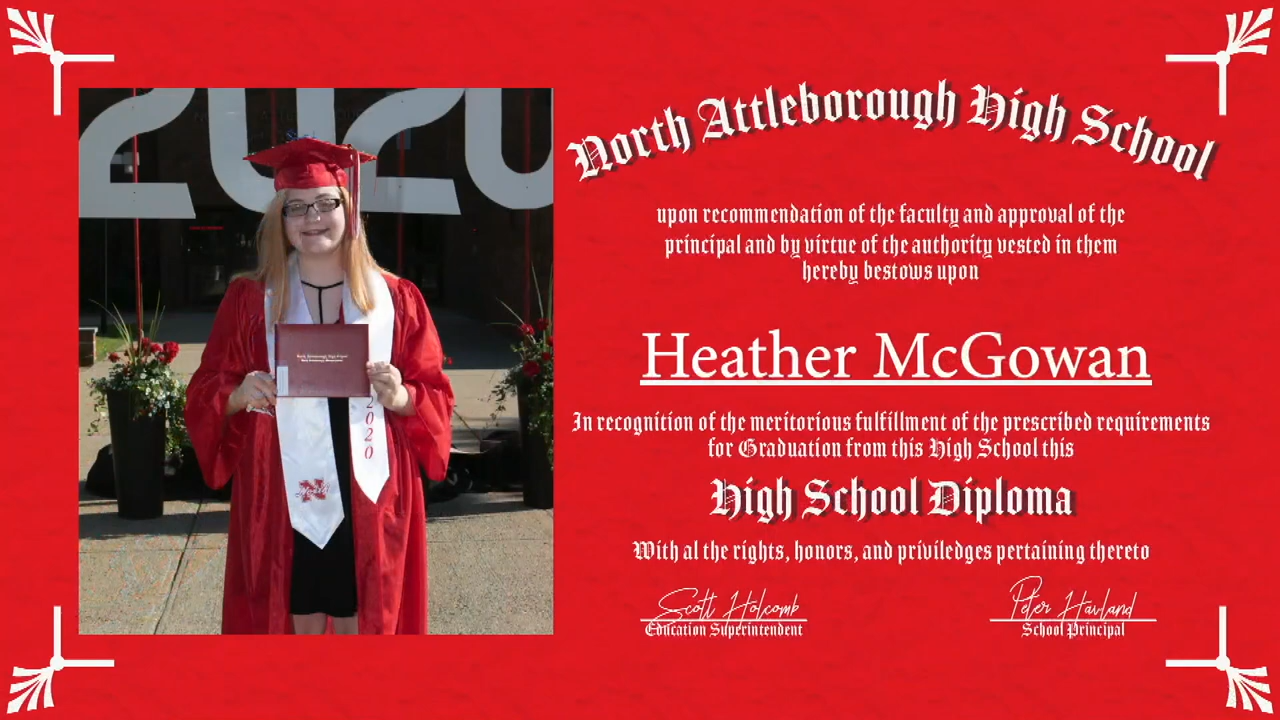 2020
2020
North
North Attleborough High School
upon recommendation of the faculty and approval of the
principal and by virtue of the authority vested in them
hereby bestows upon
Heather McGowan
In recognition of the meritorious fulfillment of the prescribed requirements
for Graduation from this High School this
High School Diploma
With al the rights, honors, and priviledges pertaining thereto
Scott Holcomb
Education Superintendent
Peter Havland
School Principal